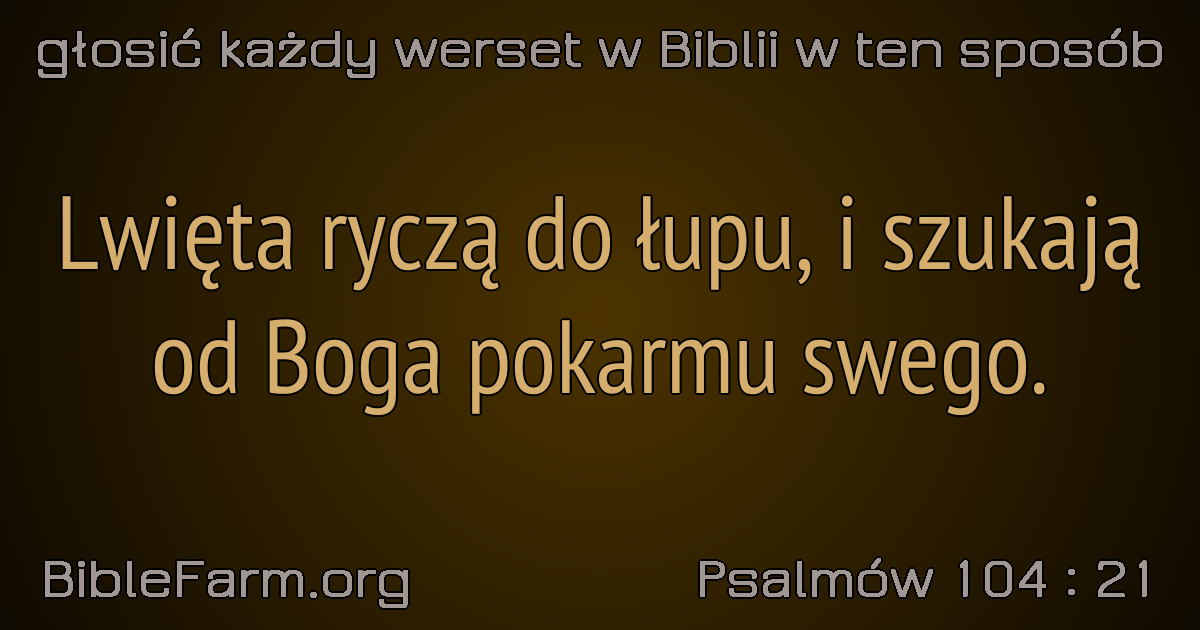 głosić każdy werset w Biblii w ten sposób
Lwięta ryczą do łupu, i szukają
od Boga pokarmu swego.
BibleFarm.org
Psalmów 104 : 21